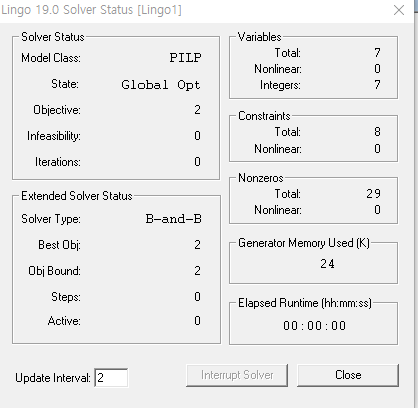 Lingo 19.0 Solver Status [Lingo1]
Solver Status
Model Class: PILP
State: Global Opt
Objective: 2
Infeasibility: 0
Iterations: 0
Extended Solver Status
Solver Type: B-and-B
Best Obj: 2
Obj Bound: 2
Steps: 0
Active: 0
Variables
Total: 7
Nonlinear: 0
Integers: 7
Constraints
Total: 8
Nonlinear: 0
Nonzeros
Total: 29
Nonlinear: 0
Generator Memory Used (K)
24
Elapsed Runtime (hh:mm:ss)
00:00:00
Update Interval: 2
Interrupt Solver
Close